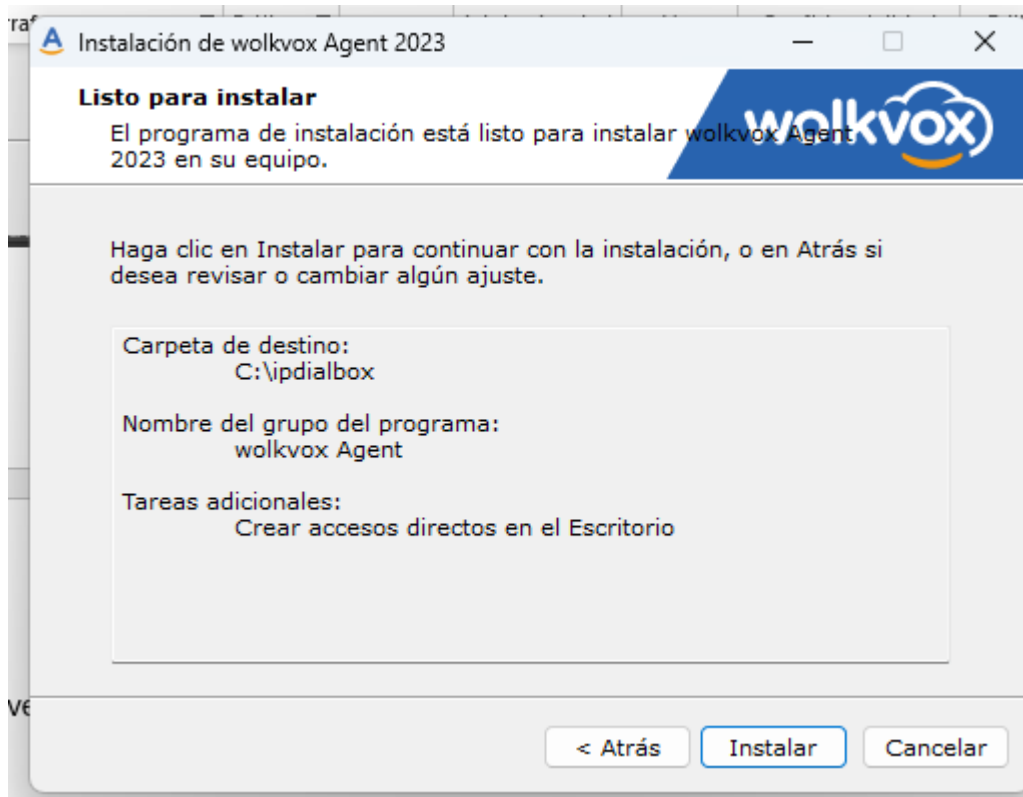 Instalación de wolkvox Agent 2023
Listo para instalar
El programa de instalación está listo para instalar wolkvox Agent
2023 en su equipo.
wolkvox
Haga clic en Instalar para continuar con la instalación, o en Atrás si
desea revisar o cambiar algún ajuste.
Carpeta de destino:
C:\ipdialbox
Nombre del grupo del programa:
wolkvox Agent
Tareas adicionales:
Crear accesos directos en el Escritorio
< Atrás
Instalar
Cancelar